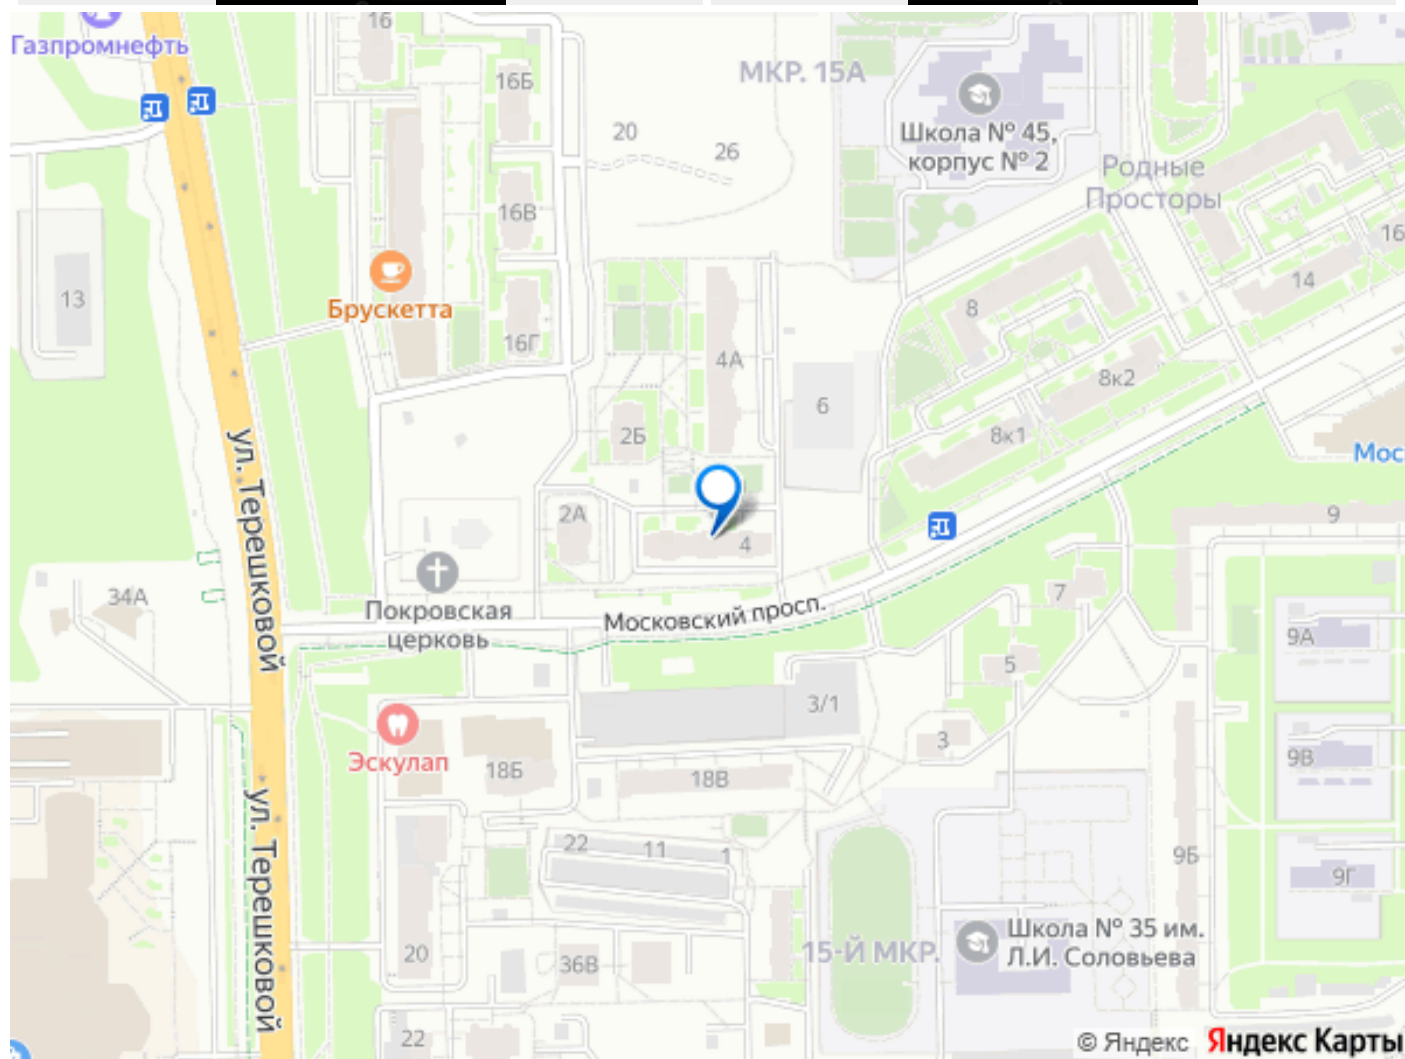 16
Газпромнефть
16Б
МКР. 15А
20
26
Школа № 45,
корпус № 2
Родные
Просторы
16В
16
13
14
Брускетта
8
16Г
4А
8к2
6
2Б
8к1
Мос
ул. Терешковой
2А
4
9
Покровская
церковь
Московский просп.
34А
7
9А
5
3/1
3
Эскулап
18Б
18В
9В
ул. Терешковой
22
11
1
9Б
9Г
20
36В
15-Й МКР.
Школа № 35 им.
Л.И. Соловьева
22
© Яндекс Яндекс Карты